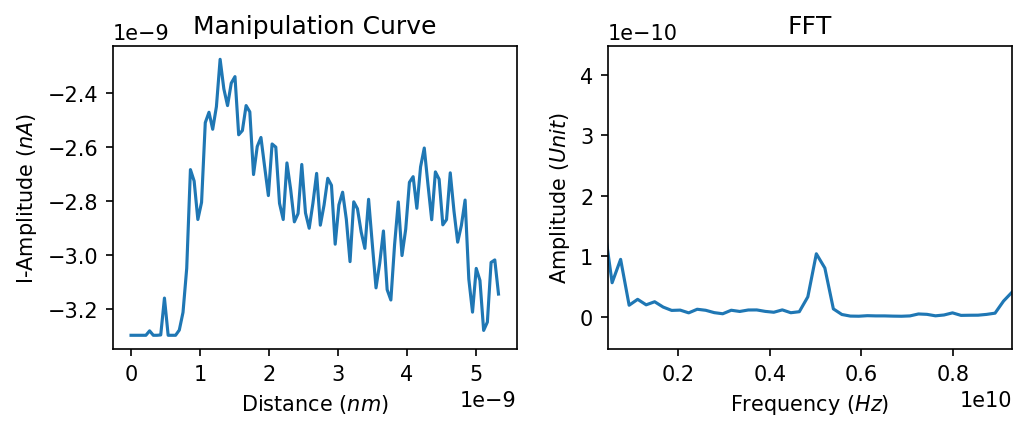 Manipulation Curve
1e−9
I-Amplitude (nA)
−2.4
−2.6
−2.8
−3.0
−3.2
0 1 2 3 4 5
1e−9
Distance (nm)
FFT
1e−10
Amplitude (Unit)
4
3
2
1
0
0.2 0.4 0.6 0.8
1e10
Frequency (Hz)